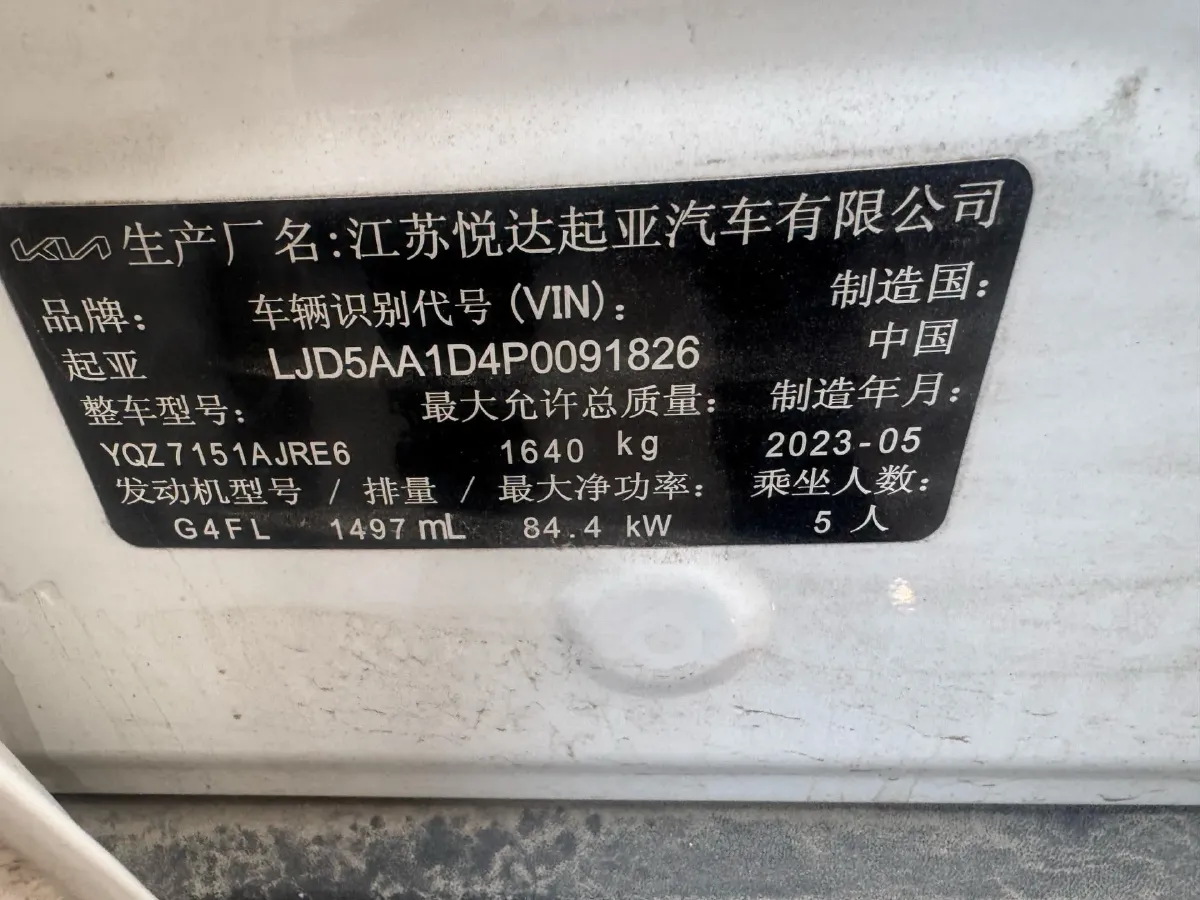 KIA 生产厂名:江苏悦达起亚汽车有限公司
品牌: 车辆识别代号(VIN): 制造国:
起亚 LJD5AA1D4P0091826 中国
整车型号: 最大允许总质量: 制造年月:
YQZ7151AJRE6 1640 kg 2023-05
发动机型号 / 排量 / 最大净功率: 乘坐人数:
G4FL 1497 mL 84.4 kW 5 人